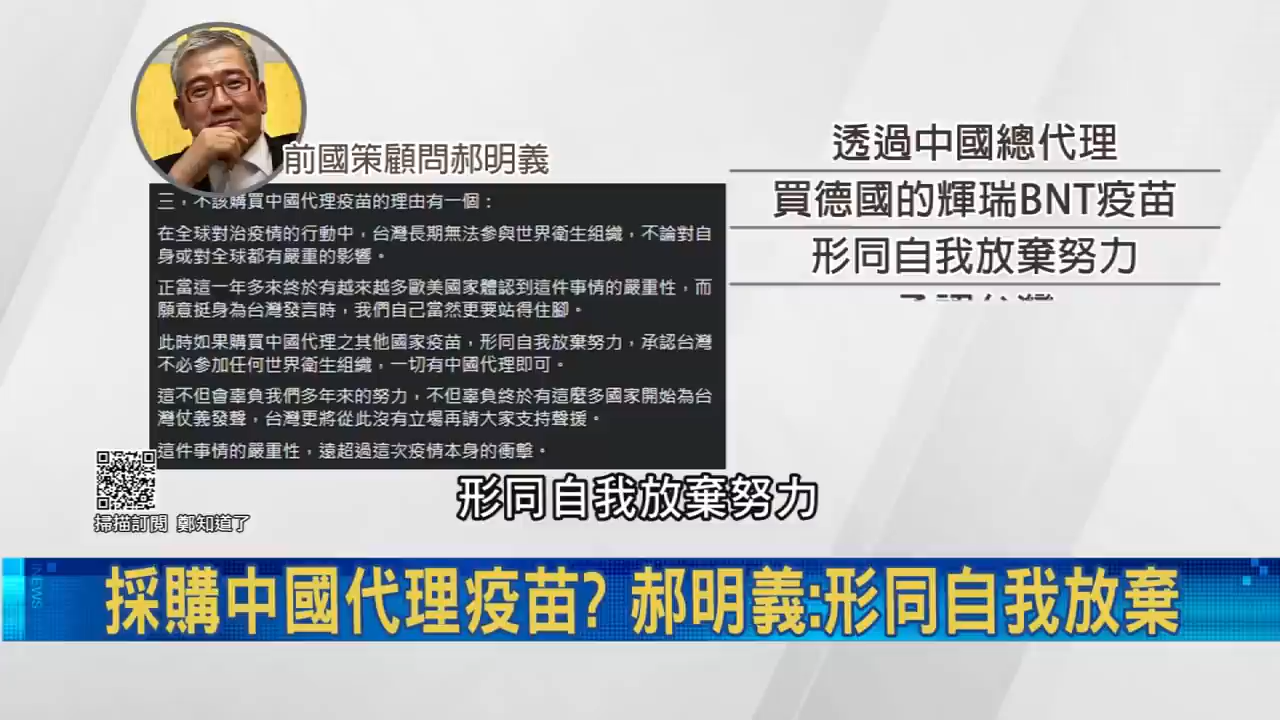 前國策顧問郝明義
三，不該購買中國代理疫苗的理由有一個：
在全球對治疫情的行動中，台灣長期無法參與世界衛生組織，不論對自
身或對全球都有嚴重的影響。
正當這一年多來終於有越來越多歐美國家體認到這件事情的嚴重性，而
願意挺身為台灣發言時，我們自己當然更要站得住腳。
此時如果購買中國代理之其他國家疫苗，形同自我放棄努力，承認台灣
不必參加任何世界衛生組織，一切有中國代理即可。
這不但會辜負我們多年來的努力，不但辜負終於有這麼多國家開始為台
灣仗義發聲，台灣更將從此沒有立場再請大家支持聲援。
這件事情的嚴重性，遠超過這次疫情本身的衝擊。
透過中國總代理
買德國的輝瑞BNT疫苗
形同自我放棄努力
掃描訂閱 鄭知道了
形同自我放棄努力
iNEWS
採購中國代理疫苗? 郝明義:形同自我放棄